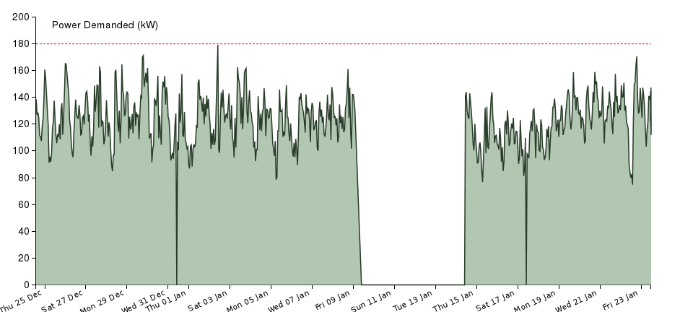 Power Demanded (kW)
200
180
160
140
120
100
80
60
40
20
0
Thu 25 Dec
Sat 27 Dec
Mon 29 Dec
Wed 31 Dec
Thu 01 Jan
Sat 03 Jan
Mon 05 Jan
Wed 07 Jan
Fri 09 Jan
Sun 11 Jan
Tue 13 Jan
Thu 15 Jan
Sat 17 Jan
Mon 19 Jan
Wed 21 Jan
Fri 23 Jan